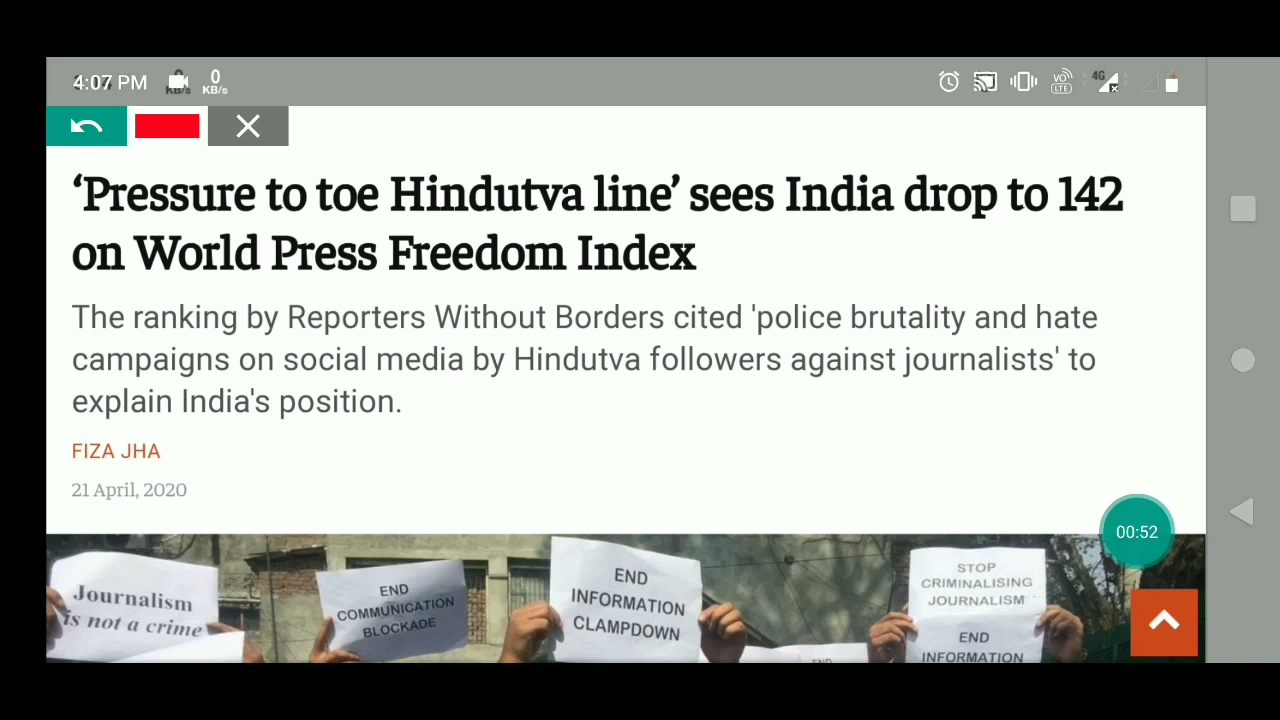 4:07 PM
0
KB/s
VO
LTE
4G
‘Pressure to toe Hindutva line’ sees India drop to 142
on World Press Freedom Index
The ranking by Reporters Without Borders cited 'police brutality and hate
campaigns on social media by Hindutva followers against journalists' to
explain India's position.
FIZA JHA
21 April, 2020
00:52
Journalism
is not a crime
END
COMMUNICATION
BLOCKADE
END
INFORMATION
CLAMPDOWN
END
STOP
CRIMINALISING
JOURNALISM
END
INFORMATION